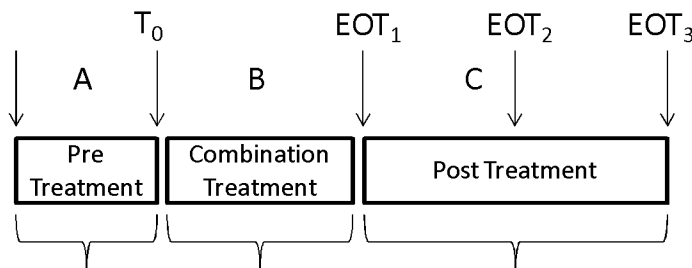 T₀ EOT₁ EOT₂ EOT₃
A B C
Pre Treatment
Combination Treatment
Post Treatment